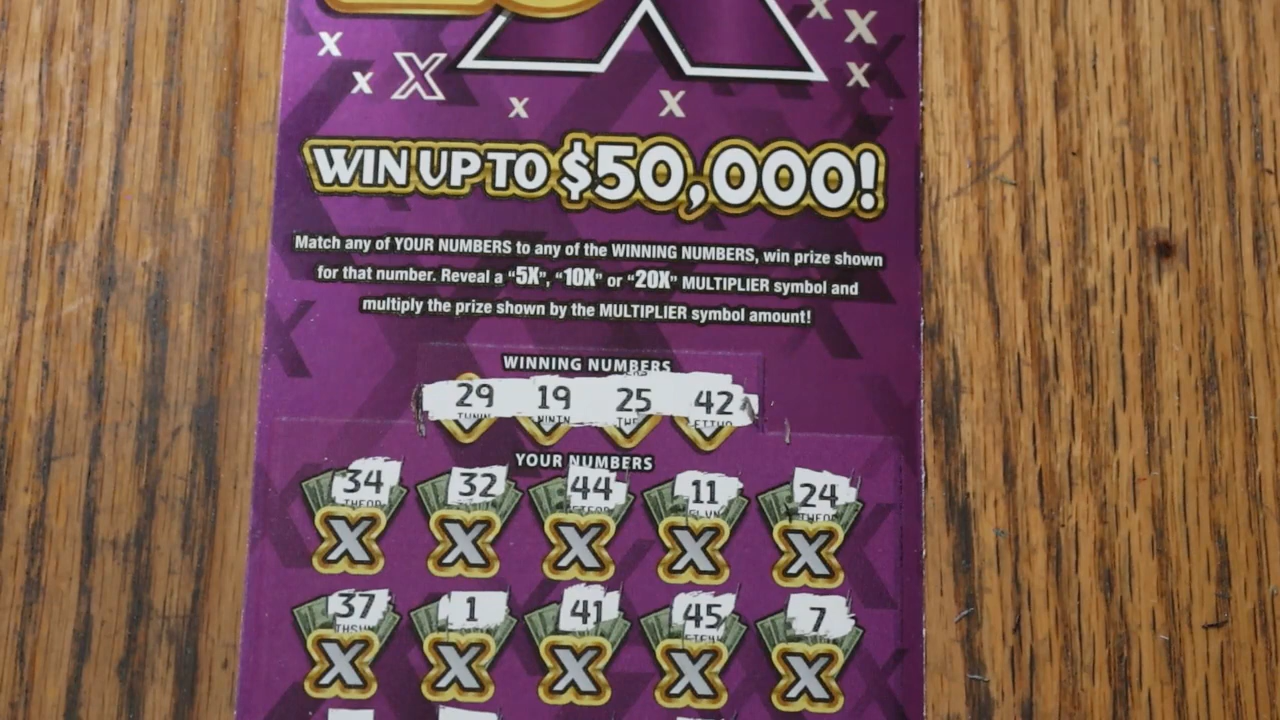 X X X X X X X X
WIN UP TO $50,000!
Match any of YOUR NUMBERS to any of the WINNING NUMBERS, win prize shown
for that number. Reveal a “5X”, “10X” or “20X” MULTIPLIER symbol and
multiply the prize shown by the MULTIPLIER symbol amount!
WINNING NUMBERS
29 19 25 42
YOUR NUMBERS
34 32 44 11 24
X X X X X
37 1 41 45 7
X X X X X